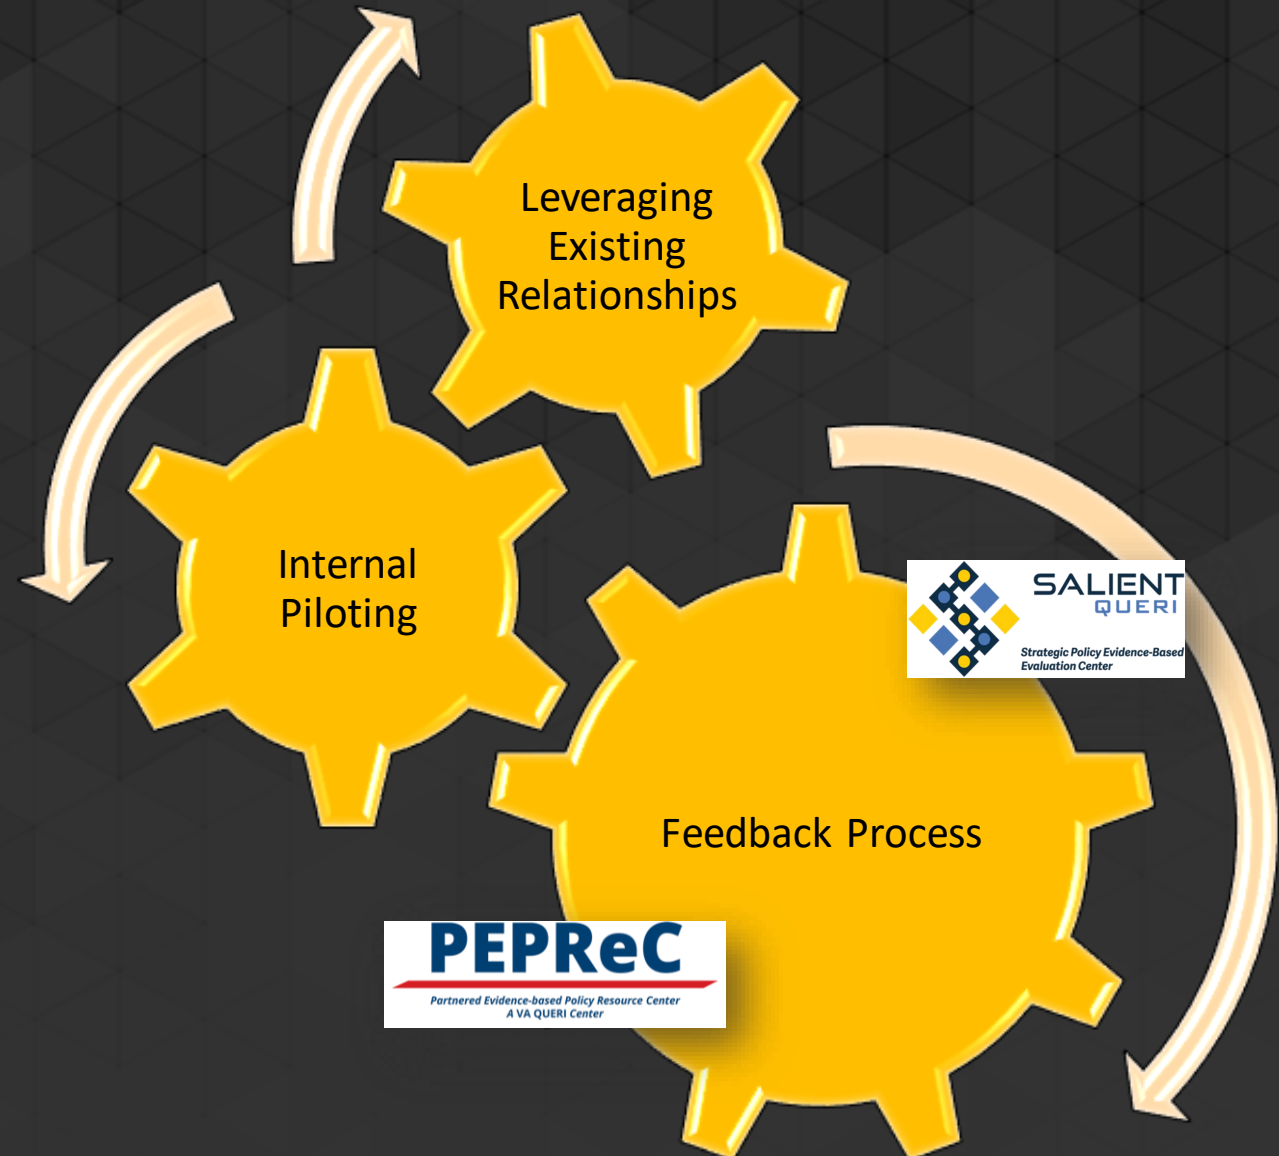 Leveraging
Existing
Relationships
Internal
Piloting
SALIENT
QUERI
Strategic Policy Evidence-Based
Evaluation Center
Feedback Process
PEPReC
Partnered Evidence-based Policy Resource Center
A VA QUERI Center